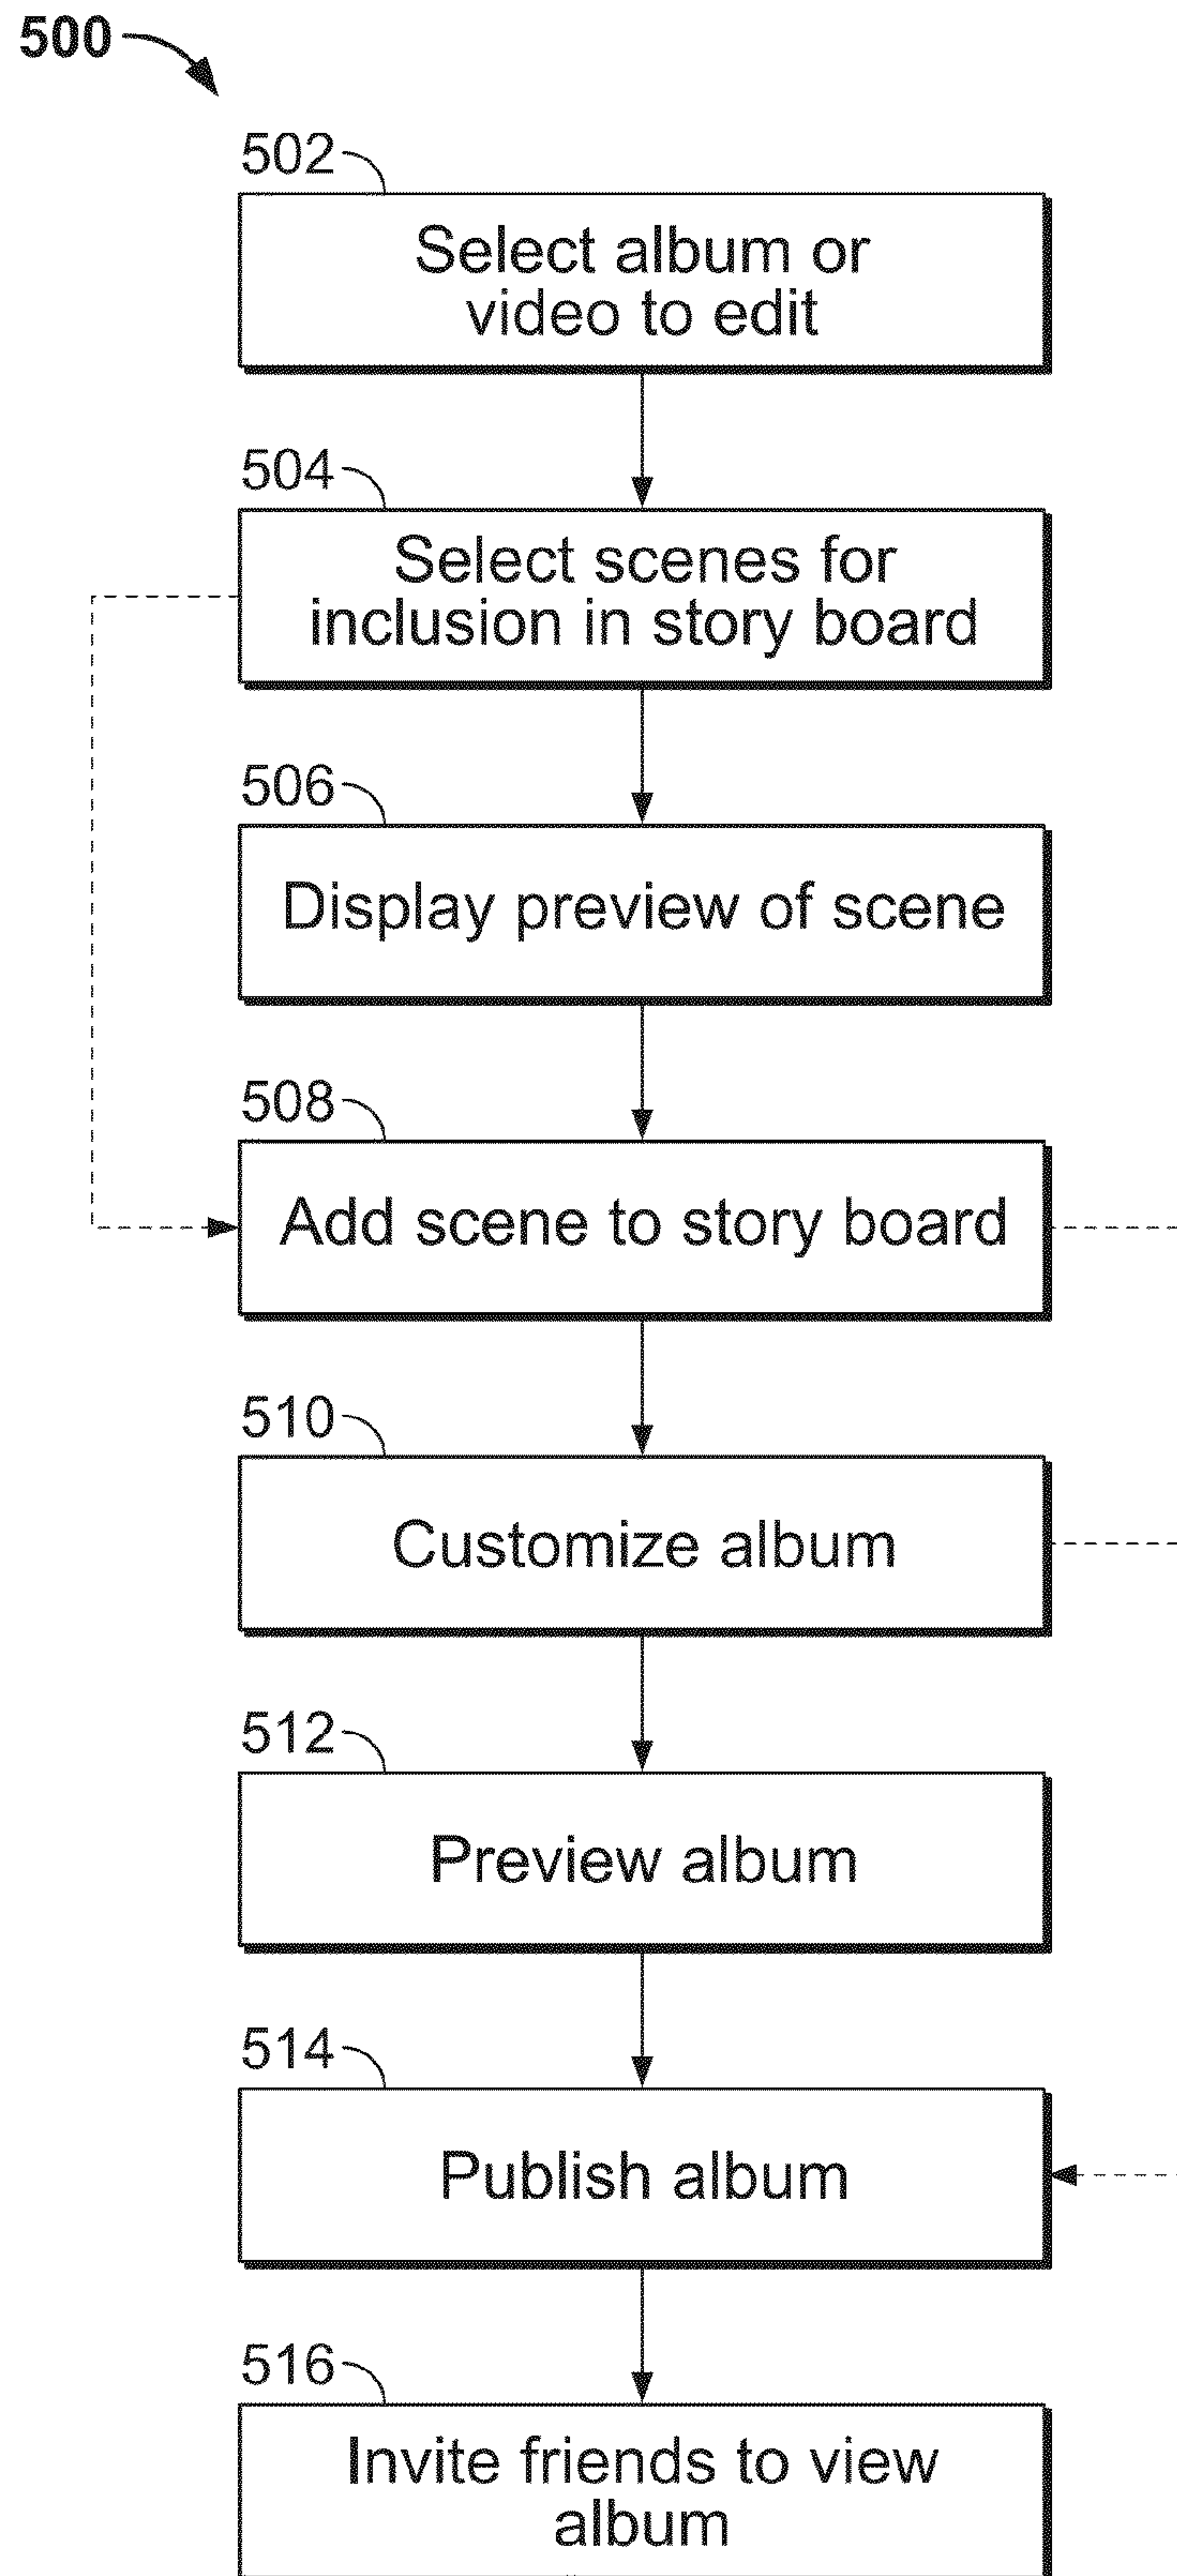 500
502
Select album or
video to edit
504
Select scenes for
inclusion in story board
506
Display preview of scene
508
Add scene to story board
510
Customize album
512
Preview album
514
Publish album
516
Invite friends to view
album